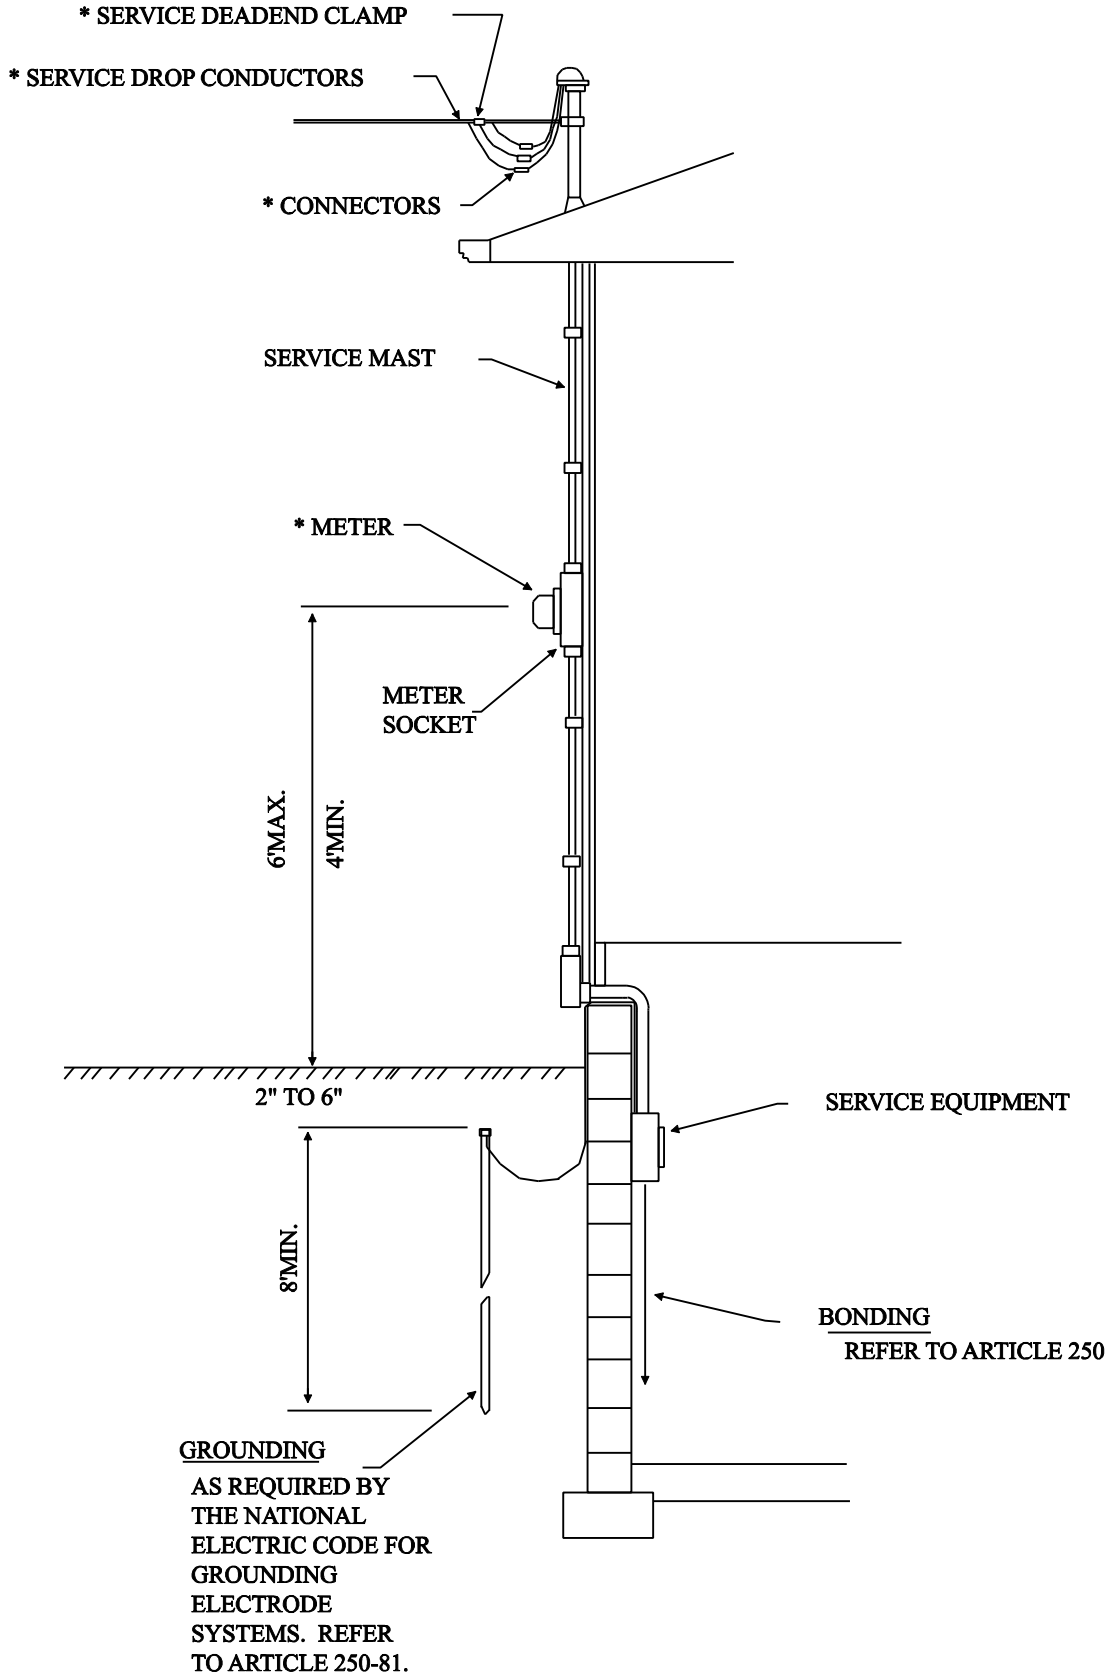 * SERVICE DEADEND CLAMP
* SERVICE DROP CONDUCTORS
* CONNECTORS
SERVICE MAST
* METER
METER
SOCKET
6'MAX.
4'MIN.
2" TO 6"
SERVICE EQUIPMENT
8'MIN.
BONDING
REFER TO ARTICLE 250
GROUNDING
AS REQUIRED BY
THE NATIONAL
ELECTRIC CODE FOR
GROUNDING
ELECTRODE
SYSTEMS. REFER
TO ARTICLE 250-81.